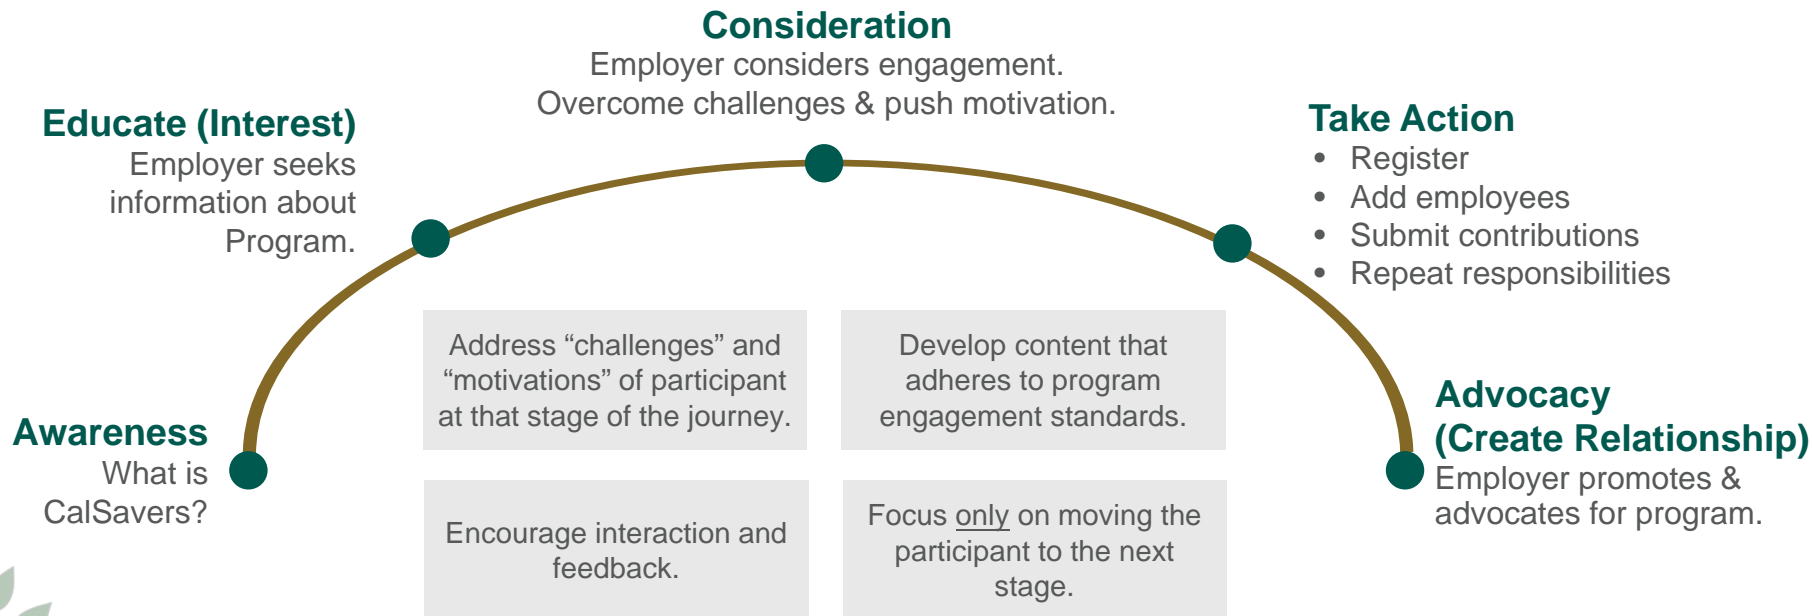 Consideration
Employer considers engagement.
Overcome challenges & push motivation.
Educate (Interest)
Employer seeks
information about
Program.
Take Action
• Register
• Add employees
• Submit contributions
• Repeat responsibilities
Awareness
What is
CalSavers?
Address “challenges” and
“motivations” of participant
at that stage of the journey.
Develop content that
adheres to program
engagement standards.
Encourage interaction and
feedback.
Focus only on moving the
participant to the next
stage.
Advocacy
(Create Relationship)
Employer promotes &
advocates for program.